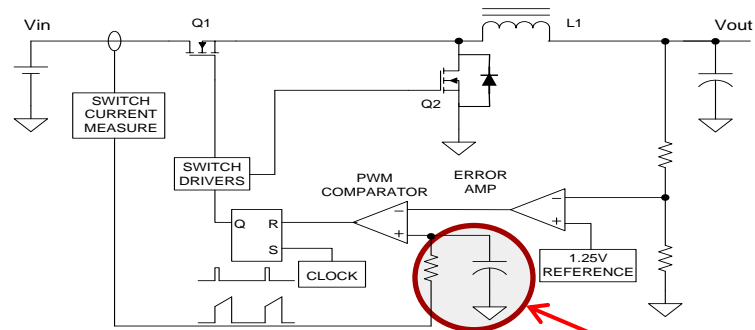 Vin
Q1
L1
Vout
SWITCH
CURRENT
MEASURE
Q2
SWITCH
DRIVERS
PWM
COMPARATOR
ERROR
AMP
Q
R
S
−
+
−
+
CLOCK
1.25V
REFERENCE